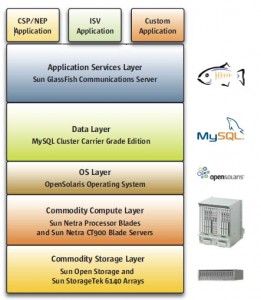 CSP/NEP
Application
ISV
Application
Custom
Application
Application Services Layer
Sun GlassFish Communications Server
Data Layer
MySQL Cluster Carrier Grade Edition
MySQL
OS Layer
OpenSolaris Operating System
opensolaris
Commodity Compute Layer
Sun Netra Processor Blades
and Sun Netra CT900 Blade Servers
Commodity Storage Layer
Sun Open Storage and
Sun StorageTek 6140 Arrays